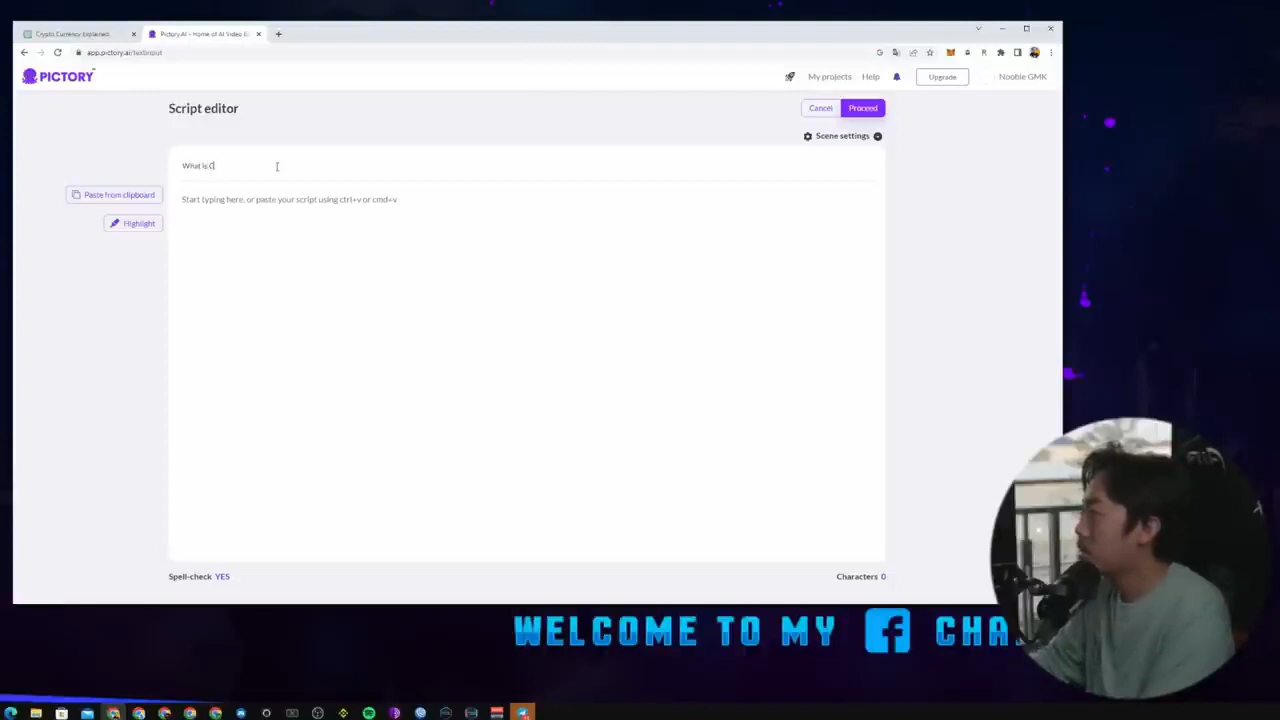 Crypto Currency Explained.
Pictory.AI - Home of AI Video E
app.pictory.ai/textinput
PICTORY
My projects
Help
Upgrade
Noobie GMK
Script editor
Cancel
Proceed
Scene settings
What is C
Paste from clipboard
Start typing here, or paste your script using ctrl+v or cmd+v
Highlight
Spell-check YES
Characters 0
WELCOME TO MY f CHA